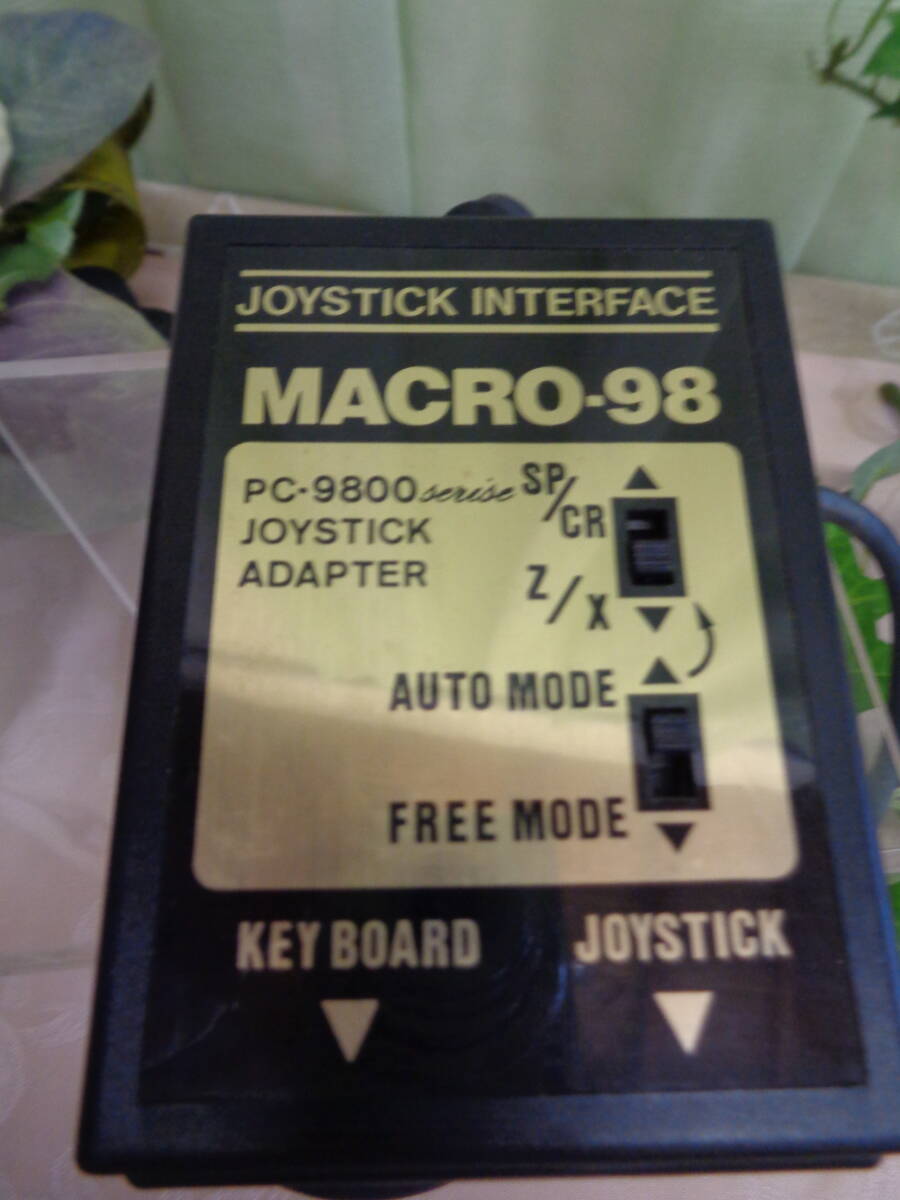 JOYSTICK INTERFACE
MACRO-98
PC-9800 serise
JOYSTICK
ADAPTER
SP/CR
Z/X
AUTO MODE
FREE MODE
KEY BOARD
JOYSTICK